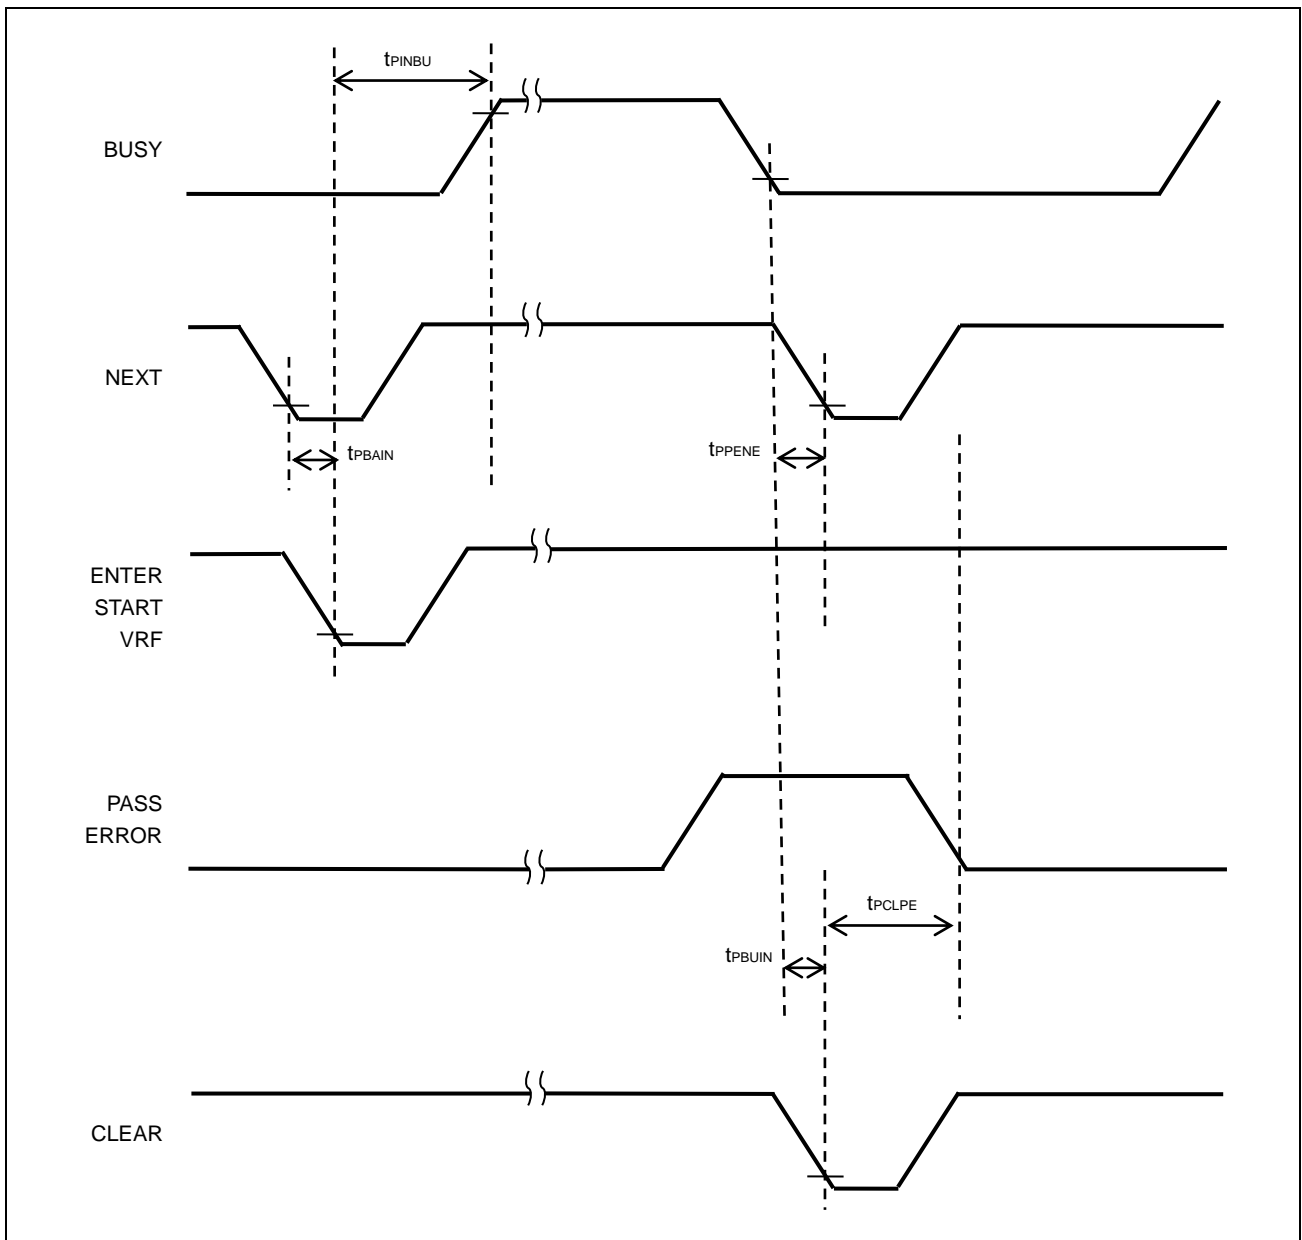 tPINBU
BUSY
NEXT
tPBAIN
tPPENE
ENTER
START
VRF
PASS
ERROR
tPCLPE
tPBUIN
CLEAR